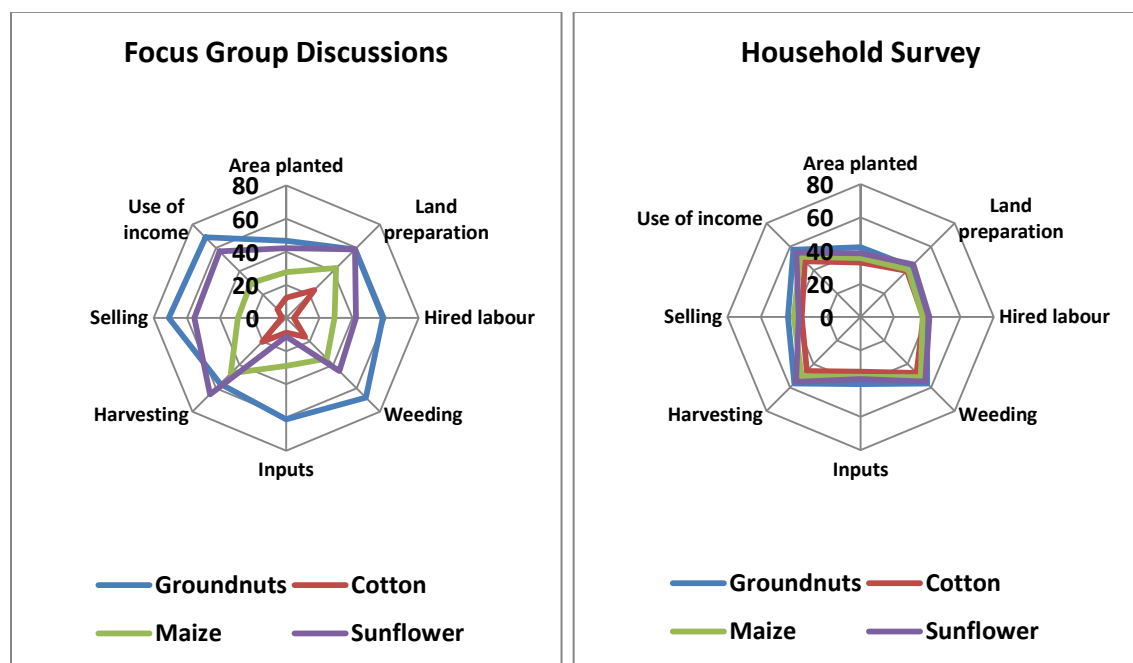 Focus Group Discussions
Area planted
80
60
40
20
0
Use of
income
Land
preparation
Selling
Hired labour
Harvesting
Weeding
Inputs
Groundnuts
Cotton
Maize
Sunflower
Household Survey
Area planted
80
60
40
20
0
Use of income
Land
preparation
Selling
Hired labour
Harvesting
Weeding
Inputs
Groundnuts
Cotton
Maize
Sunflower